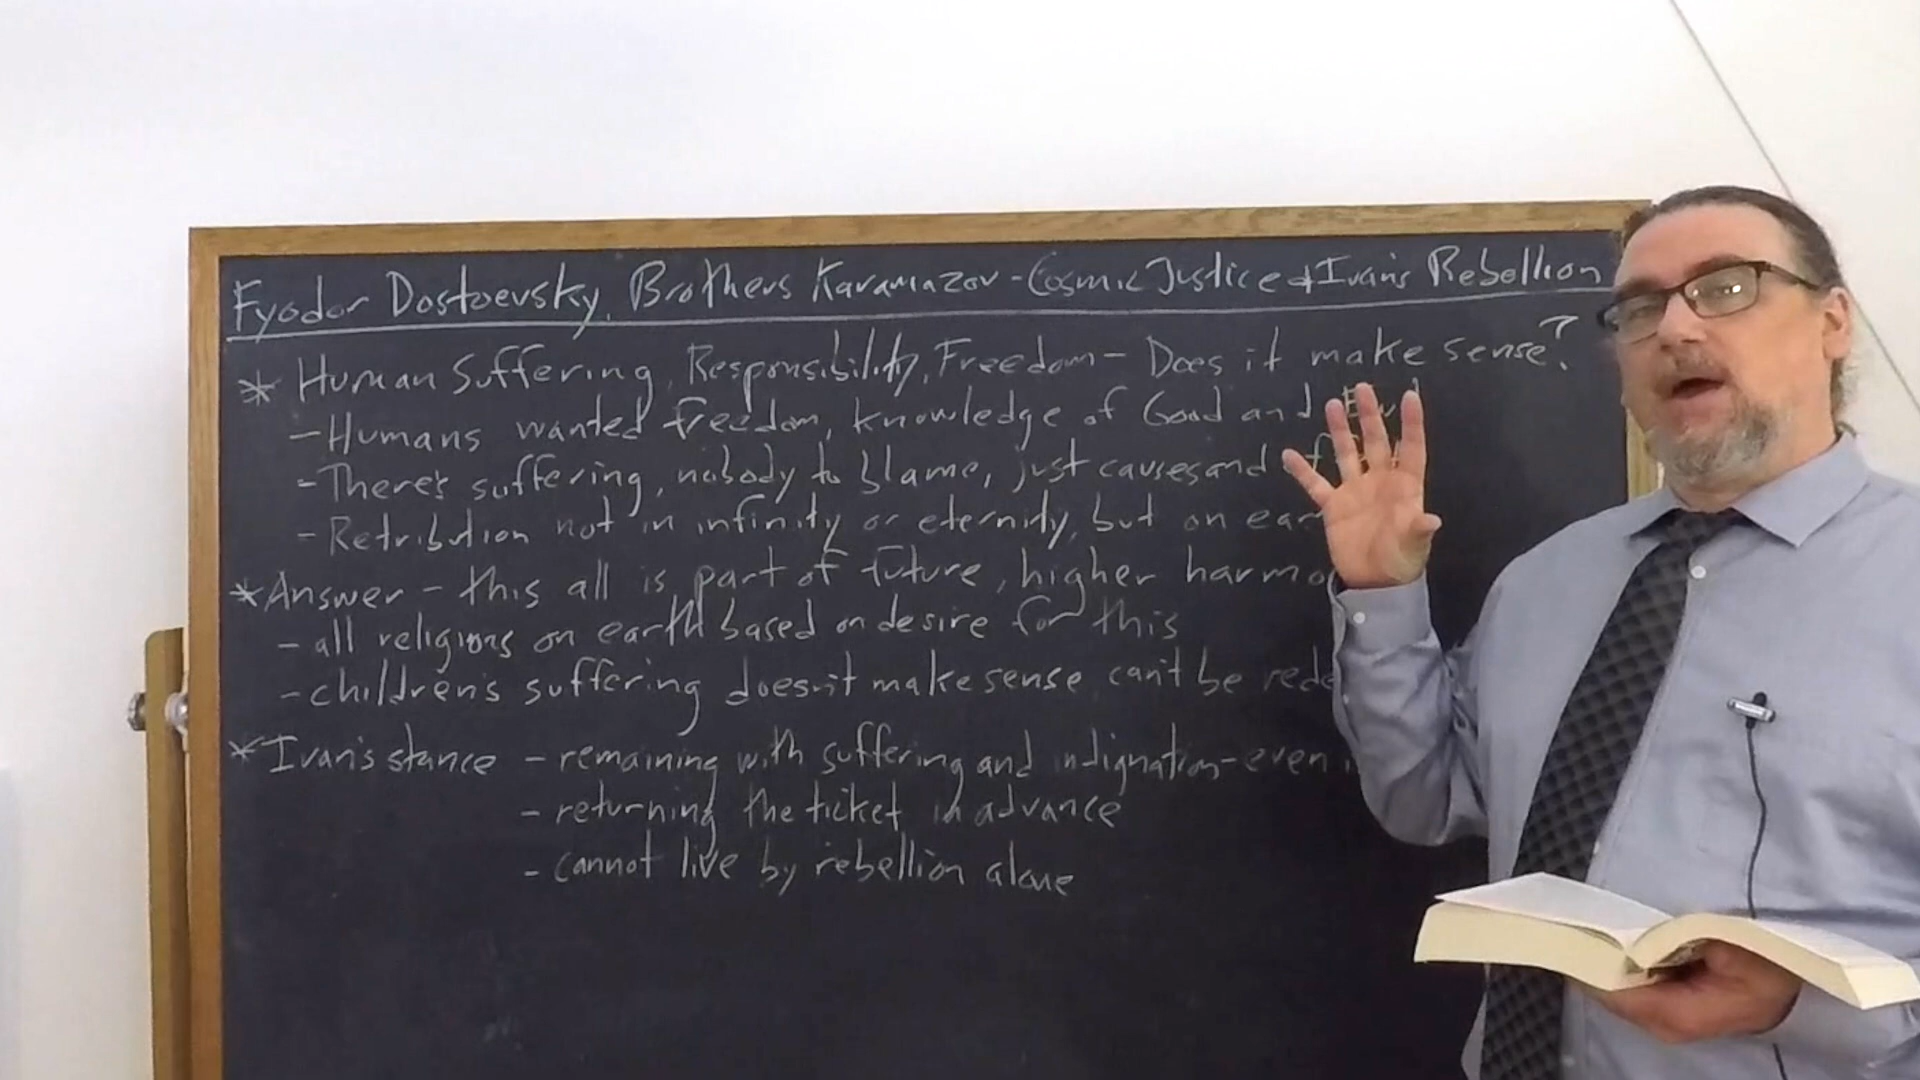 Fyodor Dostoevsky, Brothers Karamazov - Cosmic Justice & Ivan's Rebellion
* Human Suffering, Responsibility, Freedom - Does it make sense?
- Humans wanted freedom, knowledge of Good and Evil
- There's suffering, nobody to blame, just causes and
- Retribution not in infinity or eternity, but on
* Answer - this all is part of future, higher
- all religions on earth based on desire for this
- children's suffering doesn't make sense, can't be
* Ivan's stance - remaining with suffering and indignation - even
- returning the ticket in advance
- cannot live by rebellion alone